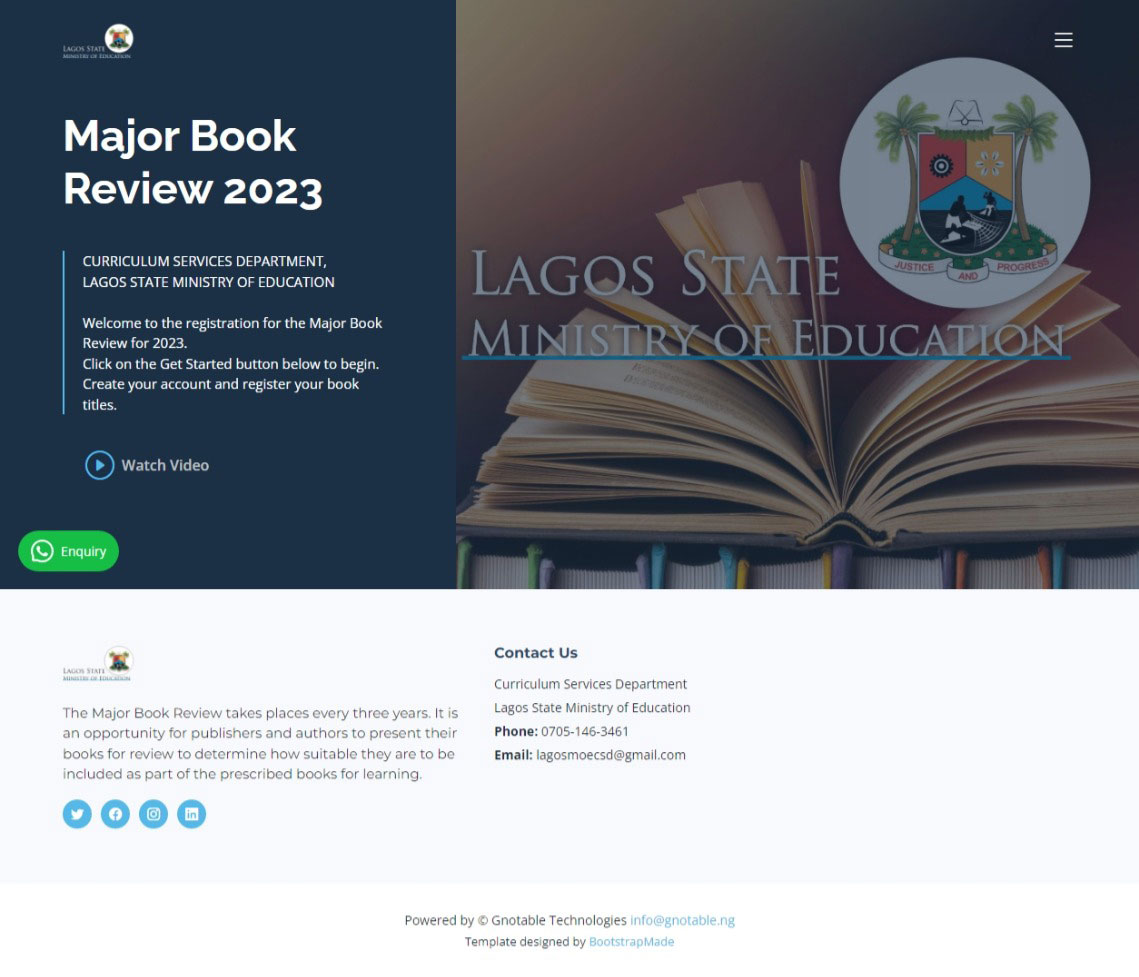 LAGOS STATE
MINISTRY OF EDUCATION
Major Book
Review 2023
CURRICULUM SERVICES DEPARTMENT,
LAGOS STATE MINISTRY OF EDUCATION
Welcome to the registration for the Major Book
Review for 2023.
Click on the Get Started button below to begin.
Create your account and register your book
titles.
Watch Video
Enquiry
LAGOS STATE
MINISTRY OF EDUCATION
JUSTICE AND PROGRESS
LAGOS STATE
MINISTRY OF EDUCATION
The Major Book Review takes places every three years. It is
an opportunity for publishers and authors to present their
books for review to determine how suitable they are to be
included as part of the prescribed books for learning.
Contact Us
Curriculum Services Department
Lagos State Ministry of Education
Phone: 0705-146-3461
Email: lagosmoecsd@gmail.com
Powered by © Gnotable Technologies info@gnotable.ng
Template designed by BootstrapMade